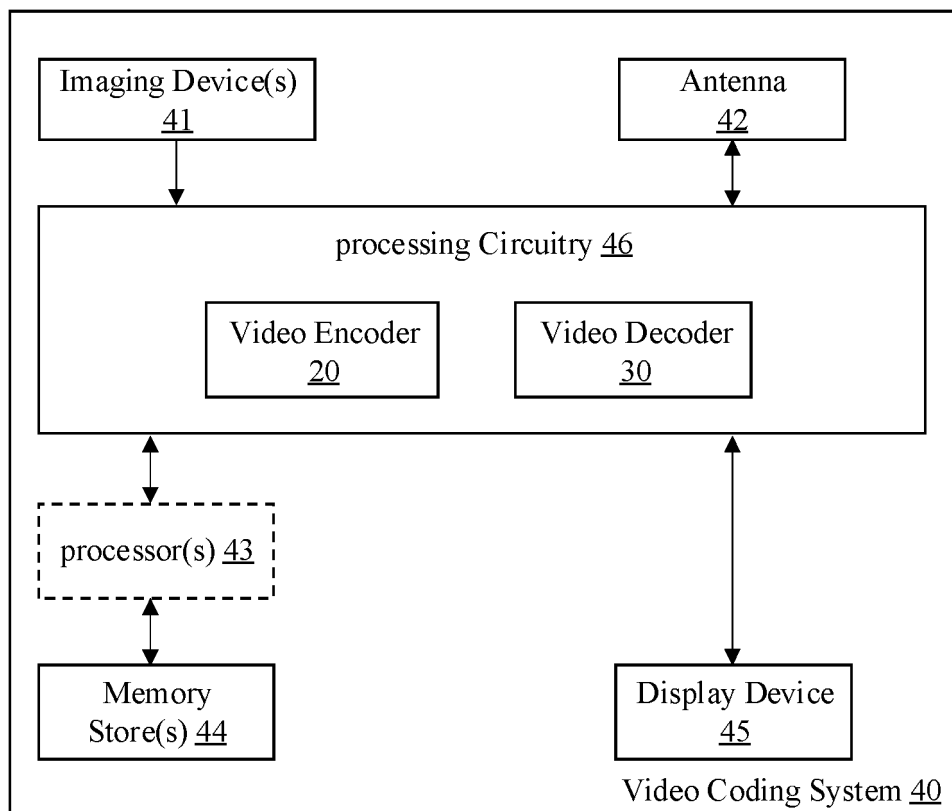 Imaging Device(s)
41
Antenna
42
processing Circuitry 46
Video Encoder
20
Video Decoder
30
processor(s) 43
Memory
Store(s) 44
Display Device
45
Video Coding System 40